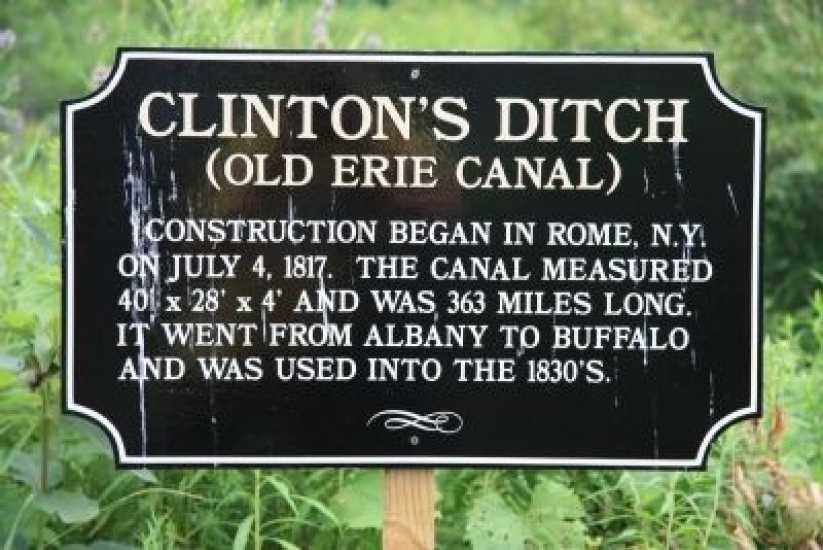 CLINTON'S DITCH
(OLD ERIE CANAL)
CONSTRUCTION BEGAN IN ROME, N.Y.
ON JULY 4, 1817. THE CANAL MEASURED
40' x 28' x 4' AND WAS 363 MILES LONG.
IT WENT FROM ALBANY TO BUFFALO
AND WAS USED INTO THE 1830'S.